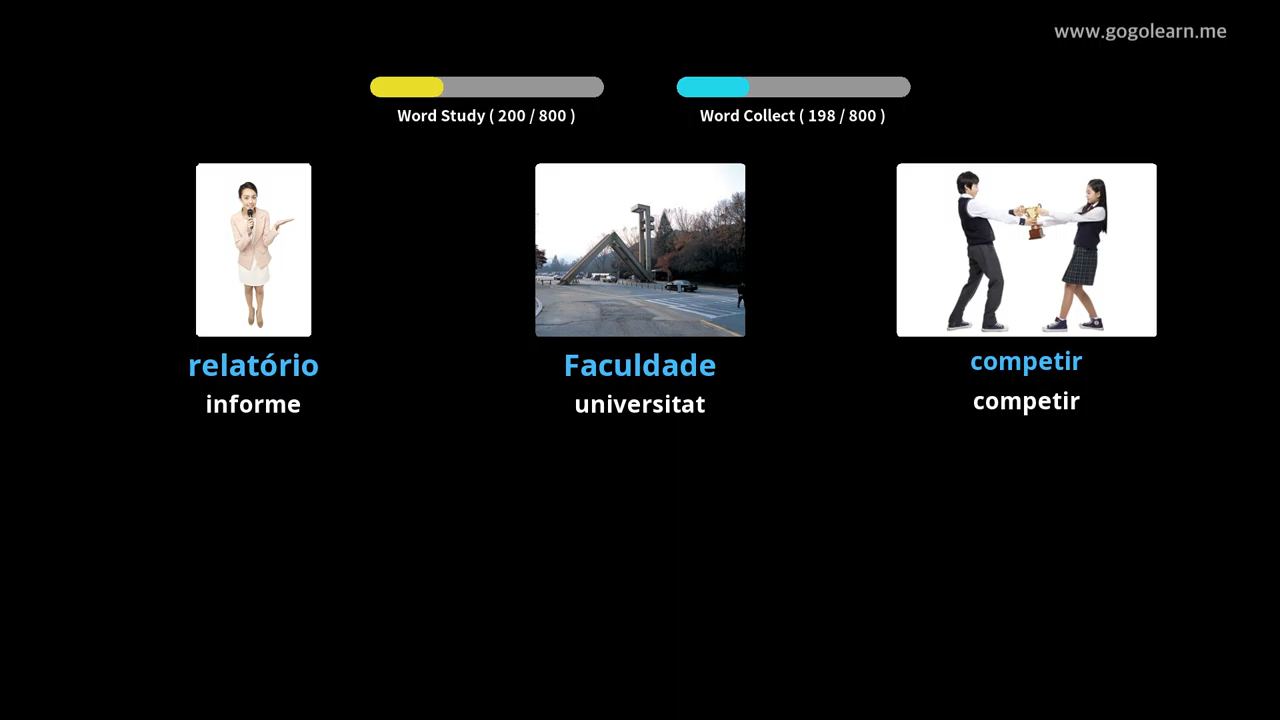 www.gogolearn.me
Word Study ( 200 / 800 )
Word Collect ( 198 / 800 )
relatório
informe
Faculdade
universitat
competir
competir